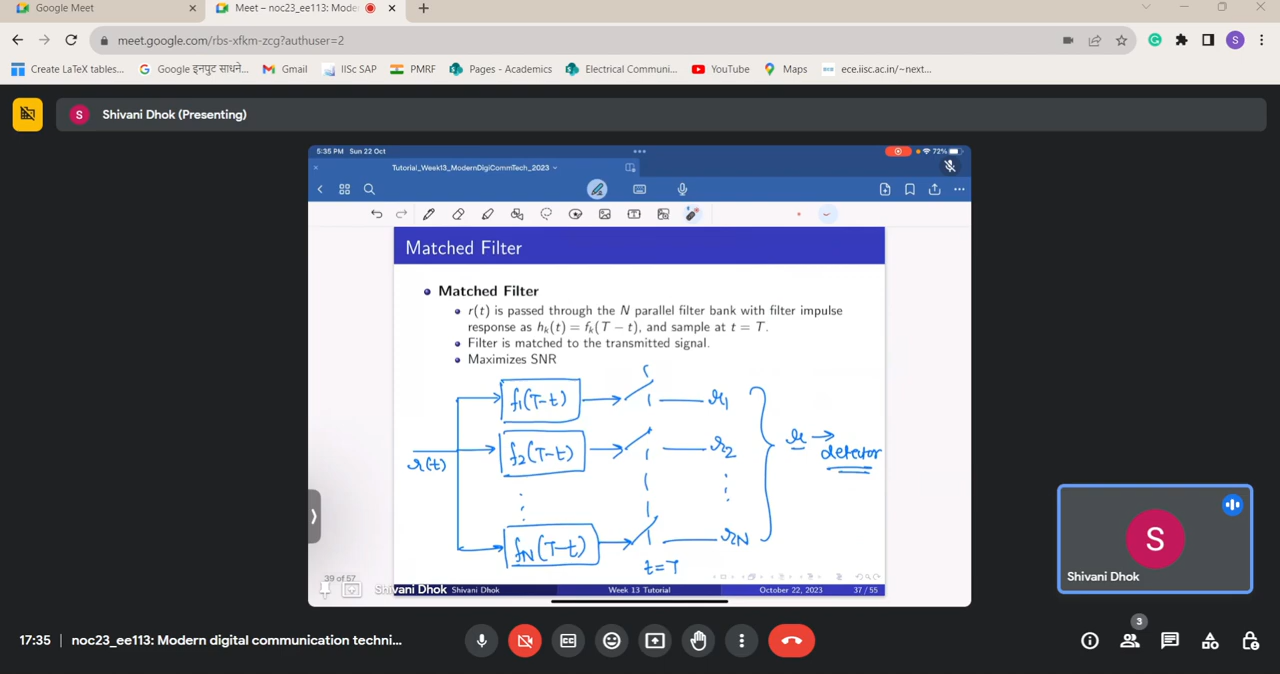 Google Meet
Meet – noc23_ee113: Moder
meet.google.com/rbs-xfkm-zcg?authuser=2
S
Create LaTeX tables...
Google इनपुट साधने...
Gmail
IISc SAP
PMRF
Pages - Academics
Electrical Communi...
YouTube
Maps
ece.iisc.ac.in/~next...
S
Shivani Dhok (Presenting)
5:35 PM Sun 22 Oct
72%
Tutorial_Week13_ModernDigiCommTech_2023
Matched Filter
Matched Filter
r(t) is passed through the N parallel filter bank with filter impulse
response as hₖ(t) = fₖ(T − t), and sample at t = T.
Filter is matched to the transmitted signal.
Maximizes SNR
f₁(T-t)
r₁
r(t)
f₂(T-t)
r₂
r →
detector
fN(T-t)
rN
t=T
39 of 57
Shivani Dhok
Shivani Dhok
Week 13 Tutorial
October 22, 2023
37 / 55
S
Shivani Dhok
17:35
noc23_ee113: Modern digital communication techni...
3